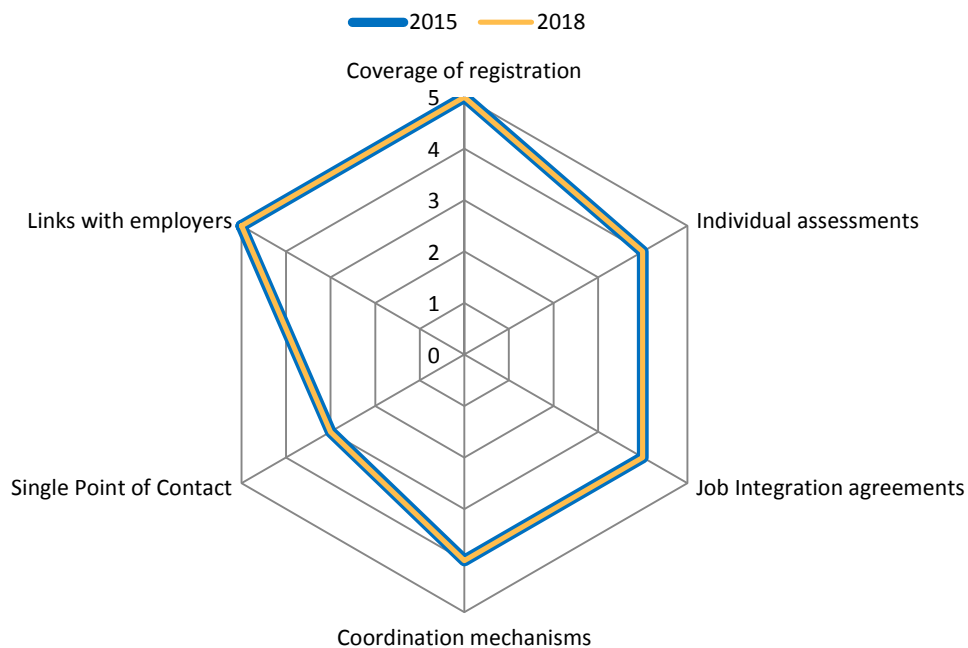 2015 2018
Coverage of registration
5
4
Links with employers
Individual assessments
3
2
1
0
Single Point of Contact
Job Integration agreements
Coordination mechanisms